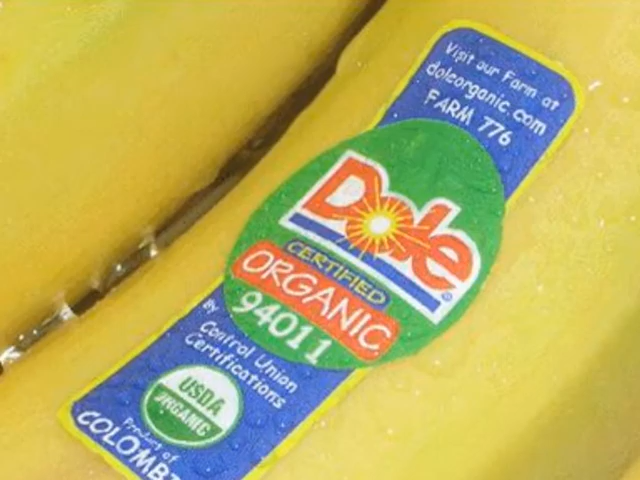 Visit our Farm at
doleorganic.com
FARM 776
Dole
CERTIFIED
ORGANIC
94011
By
Control Union
Certifications
USDA
ORGANIC
Product of